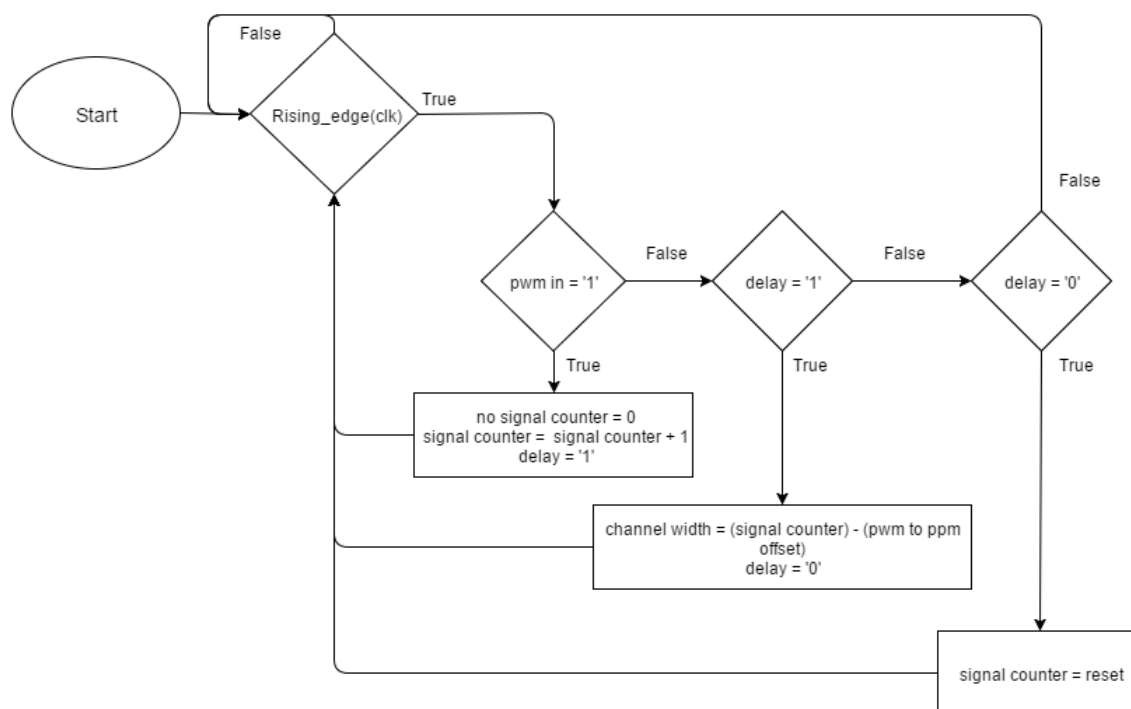 False
Start
Rising_edge(clk)
True
False
pwm in = '1'
False
delay = '1'
False
delay = '0'
True
True
True
no signal counter = 0
signal counter = signal counter + 1
delay = '1'
channel width = (signal counter) - (pwm to ppm
offset)
delay = '0'
signal counter = reset